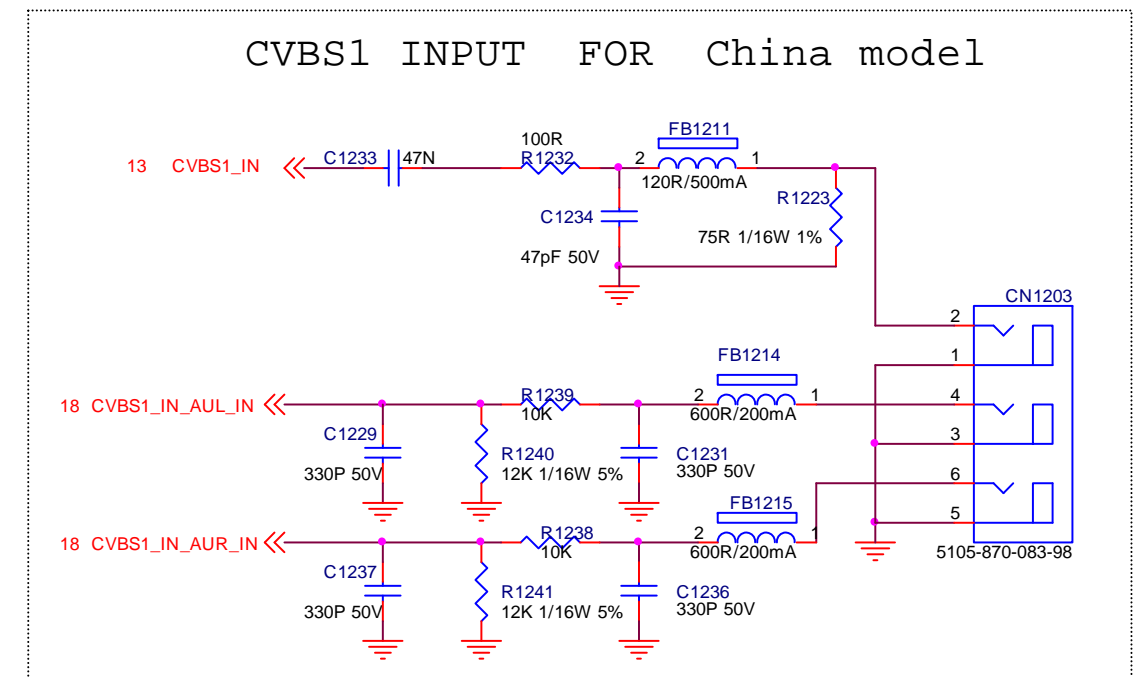 CVBS1 INPUT FOR China model
FB1211
100R
13 CVBS1_IN C1233 47N R1232 2 1
120R/500mA
R1223
C1234
75R 1/16W 1%
47pF 50V
CN1203
2
FB1214
1
R1239 2 1 4
18 CVBS1_IN_AUL_IN
10K 600R/200mA
C1229 3
R1240 C1231
330P 50V 12K 1/16W 5% 330P 50V
6
FB1215
5
R1238 2 1
18 CVBS1_IN_AUR_IN
10K 600R/200mA 5105-870-083-98
C1237
R1241 C1236
330P 50V 12K 1/16W 5% 330P 50V